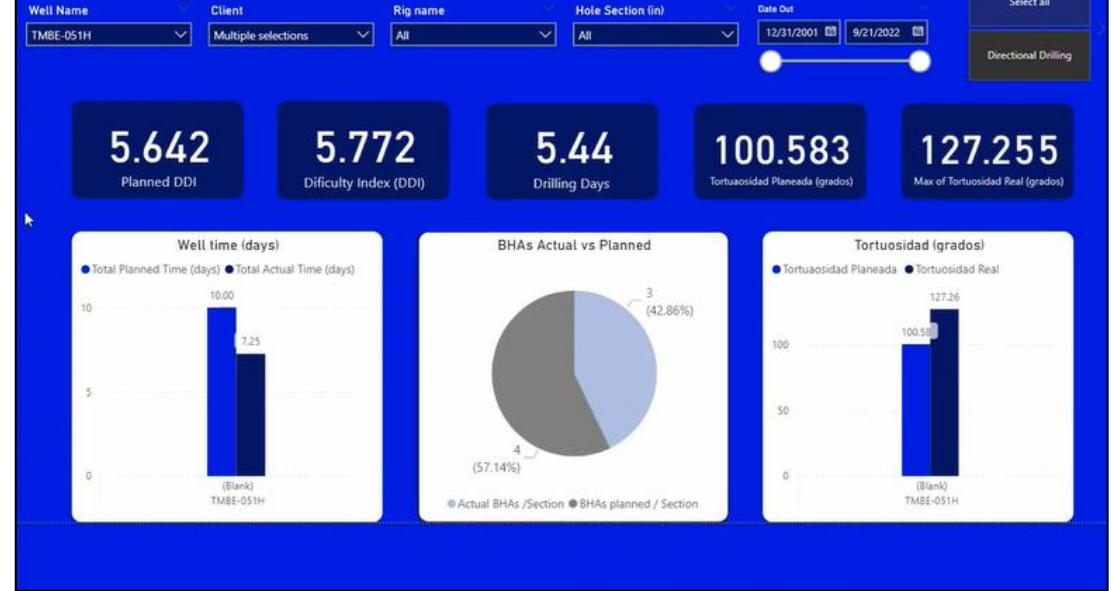 Well Name Client Rig name Hole Section (in) Date Out Select all
TMBE-051H Multiple selections All All 12/31/2001 9/21/2022
Directional Drilling
5.642 5.772 5.44 100.583 127.255
Planned DDI Dificulty Index (DDI) Drilling Days Tortuaosidad Planeada (grados) Max of Tortuosidad Real (grados)
Well time (days)
Total Planned Time (days) Total Actual Time (days)
10.00
10
7.25
5
0
(Blank)
TMBE-051H
BHAs Actual vs Planned
3
(42.86%)
4
(57.14%)
Actual BHAs /Section BHAs planned / Section
Tortuosidad (grados)
Tortuaosidad Planeada Tortuosidad Real
127.26
100.58
100
50
0
(Blank)
TMBE-051H